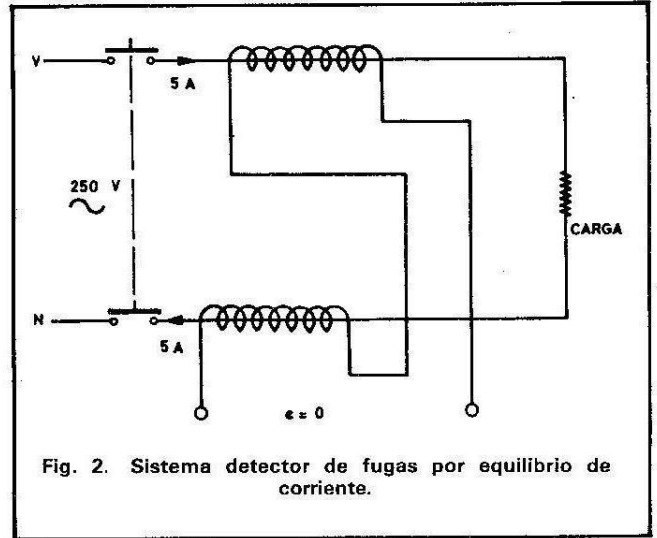 V
5 A
250 V
CARGA
N
5 A
e = 0
Fig. 2. Sistema detector de fugas por equilibrio de
corriente.